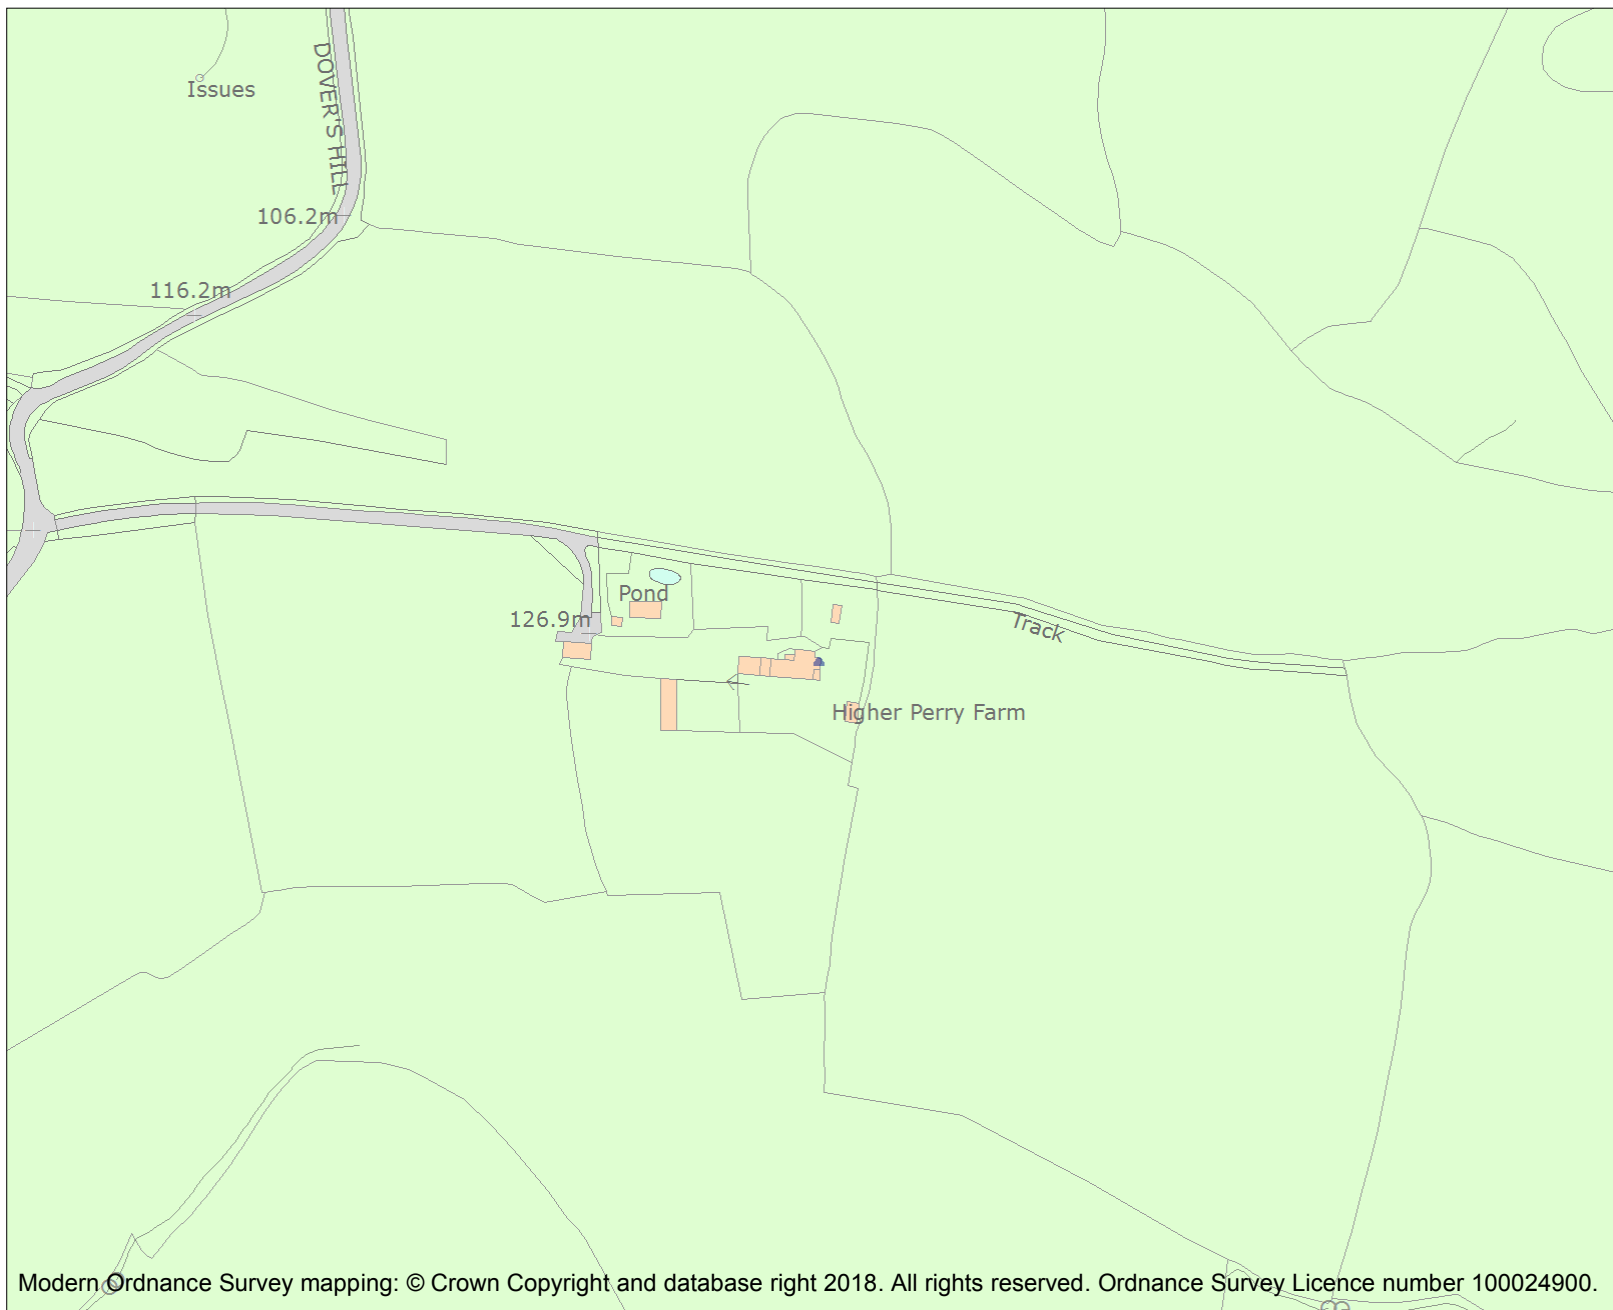 DOVER'S HILL
Issues
106.2m
116.2m
Pond
126.9m
Track
Higher Perry Farm
Modern Ordnance Survey mapping: © Crown Copyright and database right 2018. All rights reserved. Ordnance Survey Licence number 100024900.